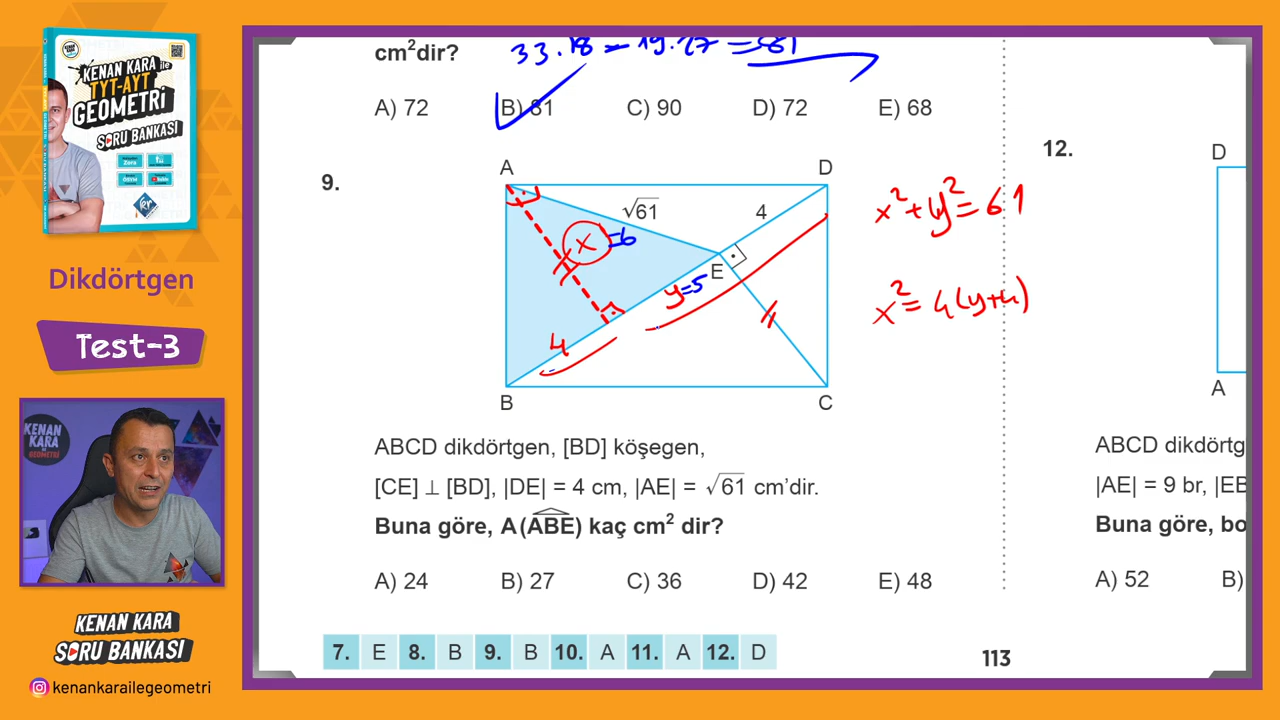 KENAN KARA ile
TYT-AYT
GEOMETRİ
SORU BANKASI
Dikdörtgen
Test-3
KENAN
KARA
GEOMETRİ
KENAN KARA
SORU BANKASI
kenankarailegeometri
cm²dir?
33.18 - 19.27 = 81
A) 72 B) 81 C) 90 D) 72 E) 68
9.
A
D
√61
4
x = 6
E
y=5
4
B
C
x² + y² = 61
x² = 4(y+4)
ABCD dikdörtgen, [BD] köşegen,
[CE] ⊥ [BD], |DE| = 4 cm, |AE| = √61 cm'dir.
Buna göre, A(ABE) kaç cm² dir?
A) 24 B) 27 C) 36 D) 42 E) 48
12.
D
A
ABCD dikdörtg
|AE| = 9 br, |EB
Buna göre, bo
A) 52 B)
7. E 8. B 9. B 10. A 11. A 12. D
113